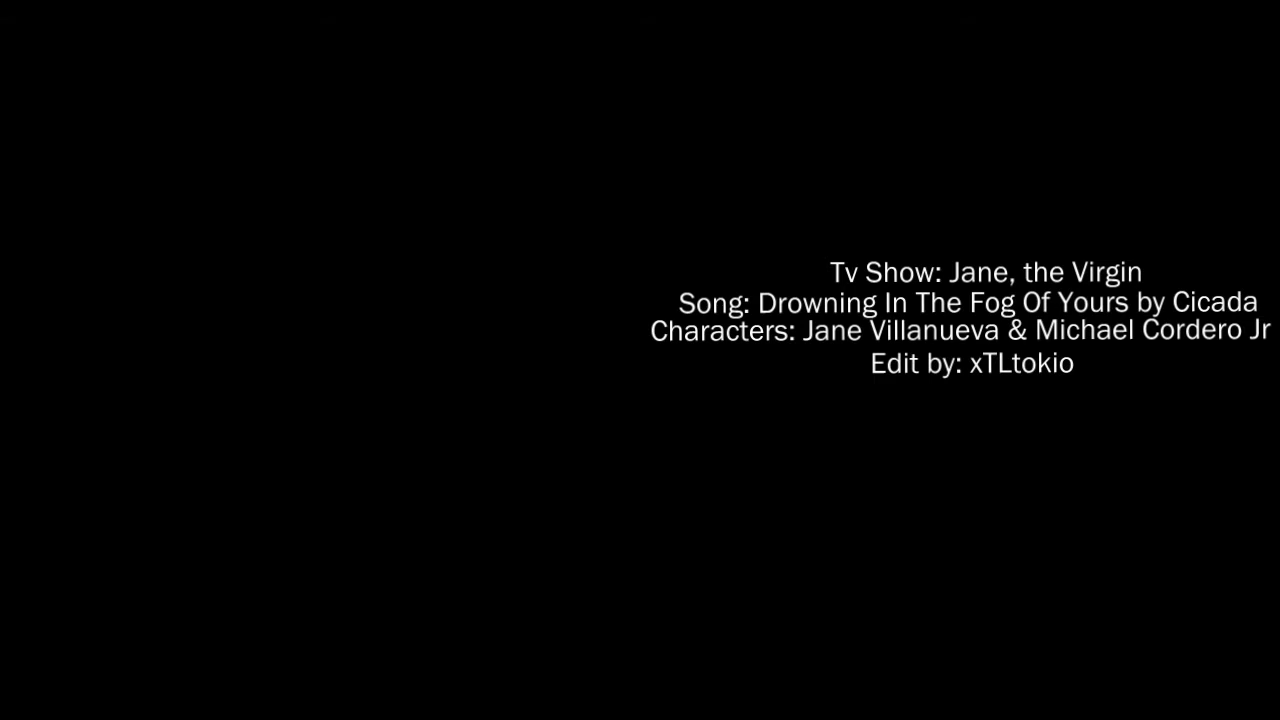 Tv Show: Jane, the Virgin
Song: Drowning In The Fog Of Yours by Cicada
Characters: Jane Villanueva & Michael Cordero Jr
Edit by: xTLtokio